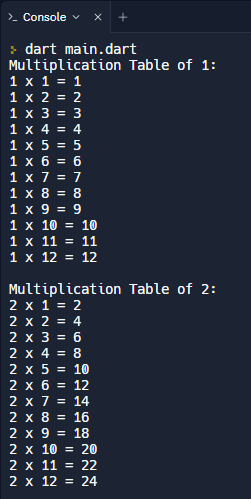 Console
dart main.dart
Multiplication Table of 1:
1 x 1 = 1
1 x 2 = 2
1 x 3 = 3
1 x 4 = 4
1 x 5 = 5
1 x 6 = 6
1 x 7 = 7
1 x 8 = 8
1 x 9 = 9
1 x 10 = 10
1 x 11 = 11
1 x 12 = 12
Multiplication Table of 2:
2 x 1 = 2
2 x 2 = 4
2 x 3 = 6
2 x 4 = 8
2 x 5 = 10
2 x 6 = 12
2 x 7 = 14
2 x 8 = 16
2 x 9 = 18
2 x 10 = 20
2 x 11 = 22
2 x 12 = 24